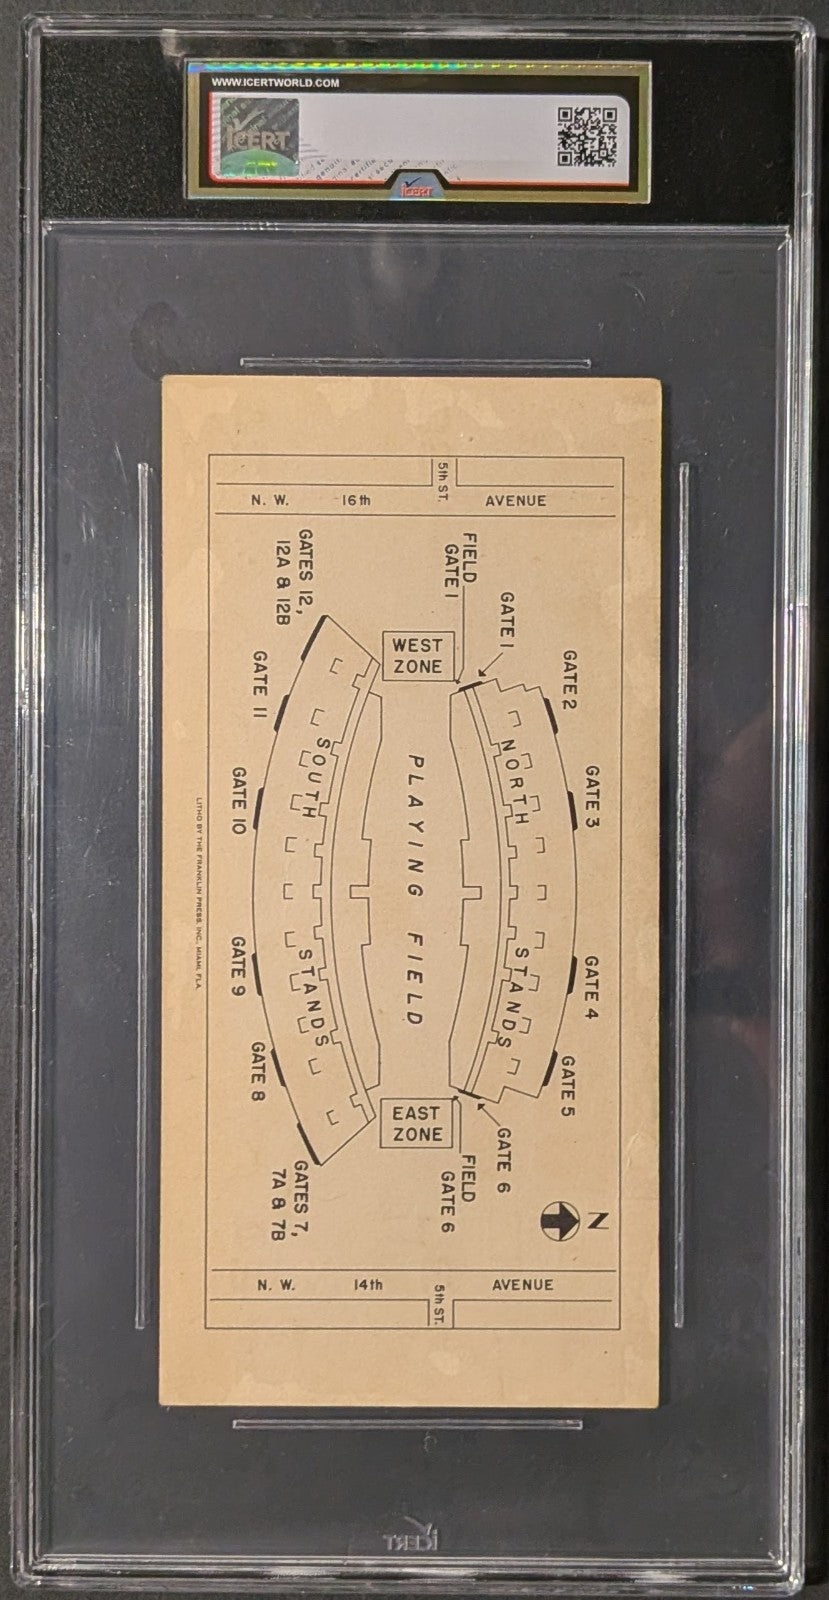 WWW.ICERTWORLD.COM
iCERT
iCERT
5th ST.
N. W. 16th AVENUE
FIELD
GATE 1
GATE 1
GATES 12,
12A & 12B
WEST
ZONE
GATE 2
GATE 11
GATE 3
GATE 10
NORTH STANDS
PLAYING FIELD
SOUTH STANDS
GATE 4
GATE 9
GATE 5
GATE 8
EAST
ZONE
GATE 6
FIELD
GATE 6
GATES 7,
7A & 7B
N
N. W. 14th AVENUE
5th ST.
LITHO BY THE FRANKLIN PRESS, INC., MIAMI, FLA.
iCERT